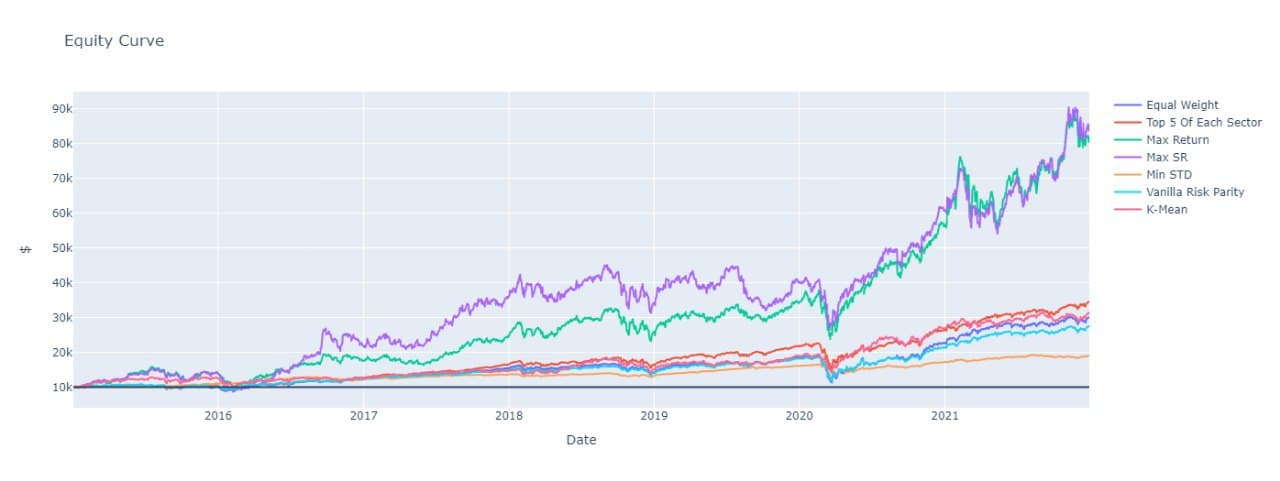 Equity Curve
90k
80k
70k
60k
50k
40k
30k
20k
10k
$
2016
2017
2018
2019
2020
2021
Date
Equal Weight
Top 5 Of Each Sector
Max Return
Max SR
Min STD
Vanilla Risk Parity
K-Mean